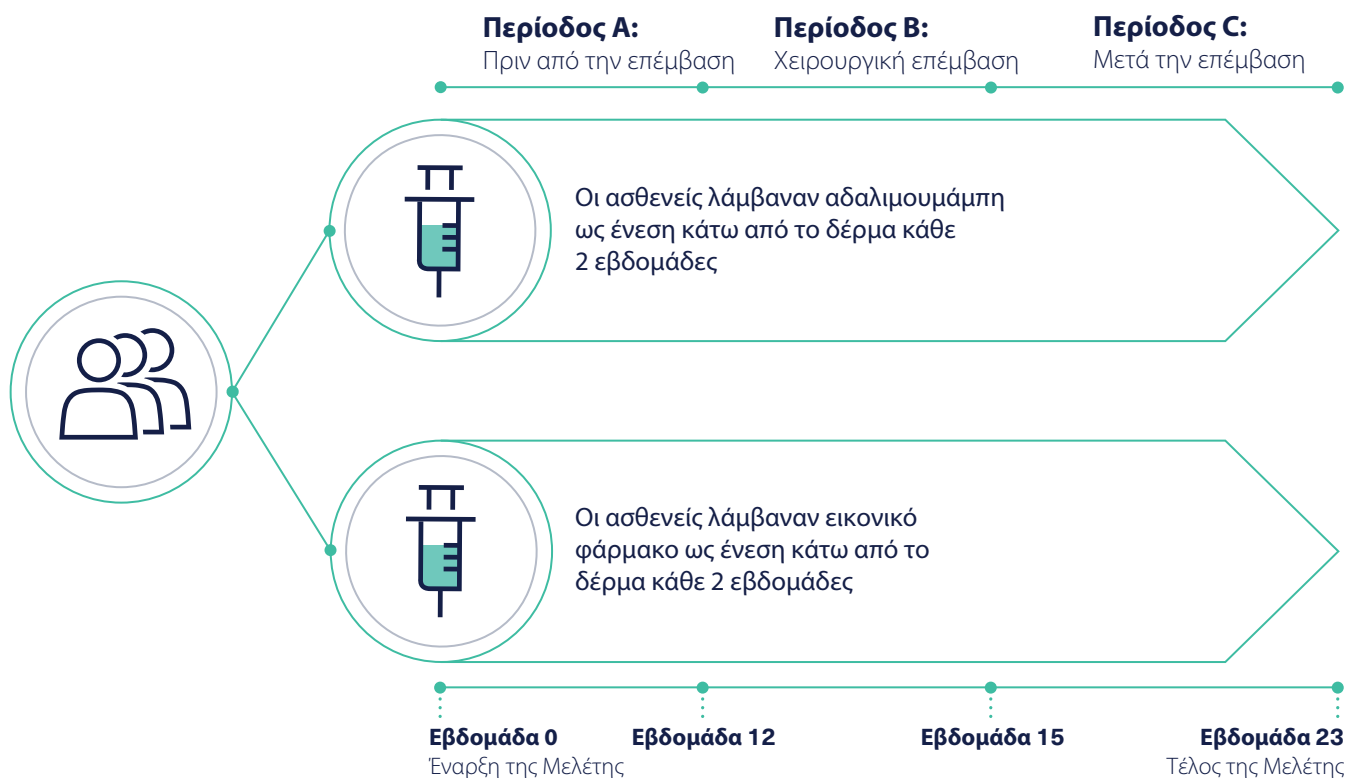 Περίοδος A:
Πριν από την επέμβαση
Περίοδος B:
Χειρουργική επέμβαση
Περίοδος C:
Μετά την επέμβαση
Οι ασθενείς λάμβαναν αδαλιμουμάμπη
ως ένεση κάτω από το δέρμα κάθε
2 εβδομάδες
Οι ασθενείς λάμβαναν εικονικό
φάρμακο ως ένεση κάτω από το
δέρμα κάθε 2 εβδομάδες
Εβδομάδα 0
Έναρξη της Μελέτης
Εβδομάδα 12
Εβδομάδα 15
Εβδομάδα 23
Τέλος της Μελέτης